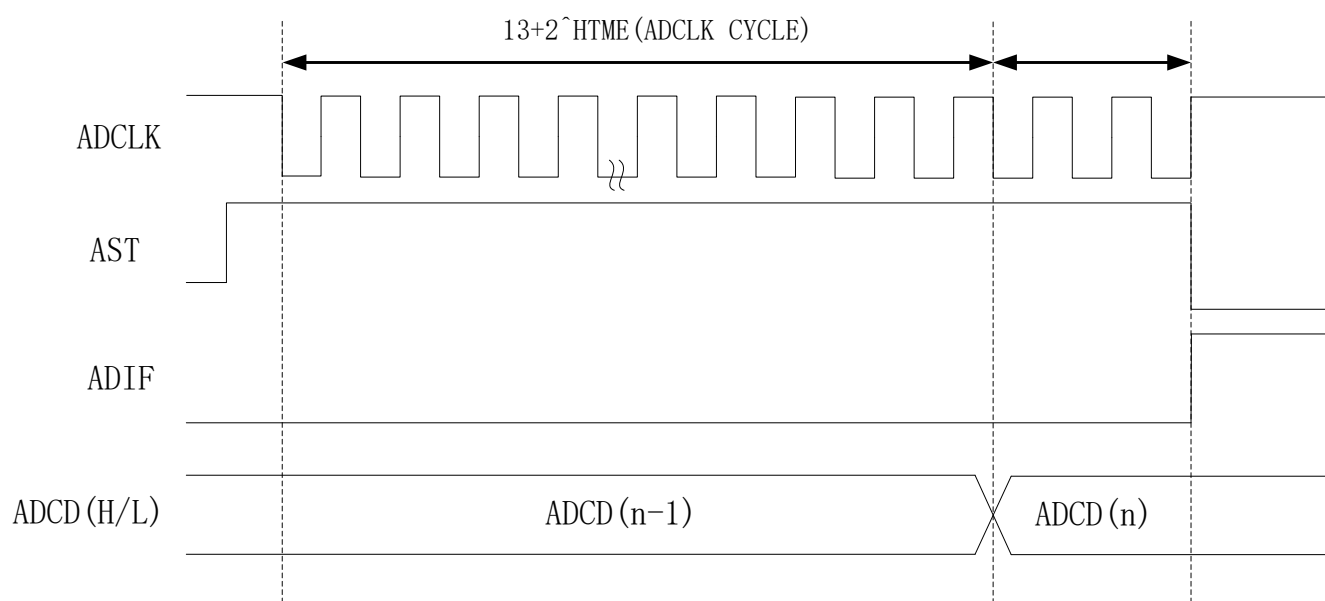 13+2^HTME(ADCLK CYCLE)
ADCLK
AST
ADIF
ADCD(H/L)
ADCD(n-1)
ADCD(n)